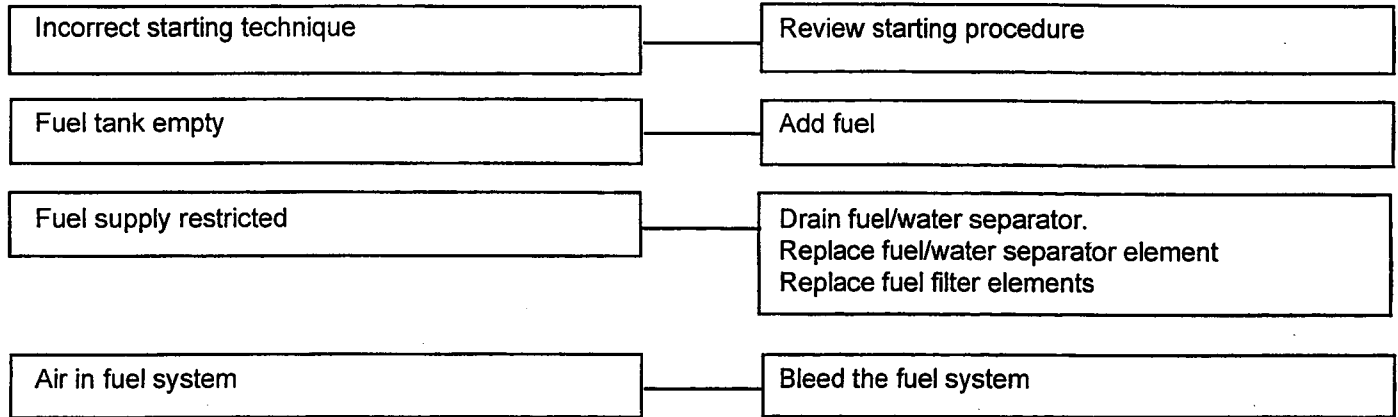 Incorrect starting technique
Review starting procedure
Fuel tank empty
Add fuel
Fuel supply restricted
Drain fuel/water separator.
Replace fuel/water separator element
Replace fuel filter elements
Air in fuel system
Bleed the fuel system